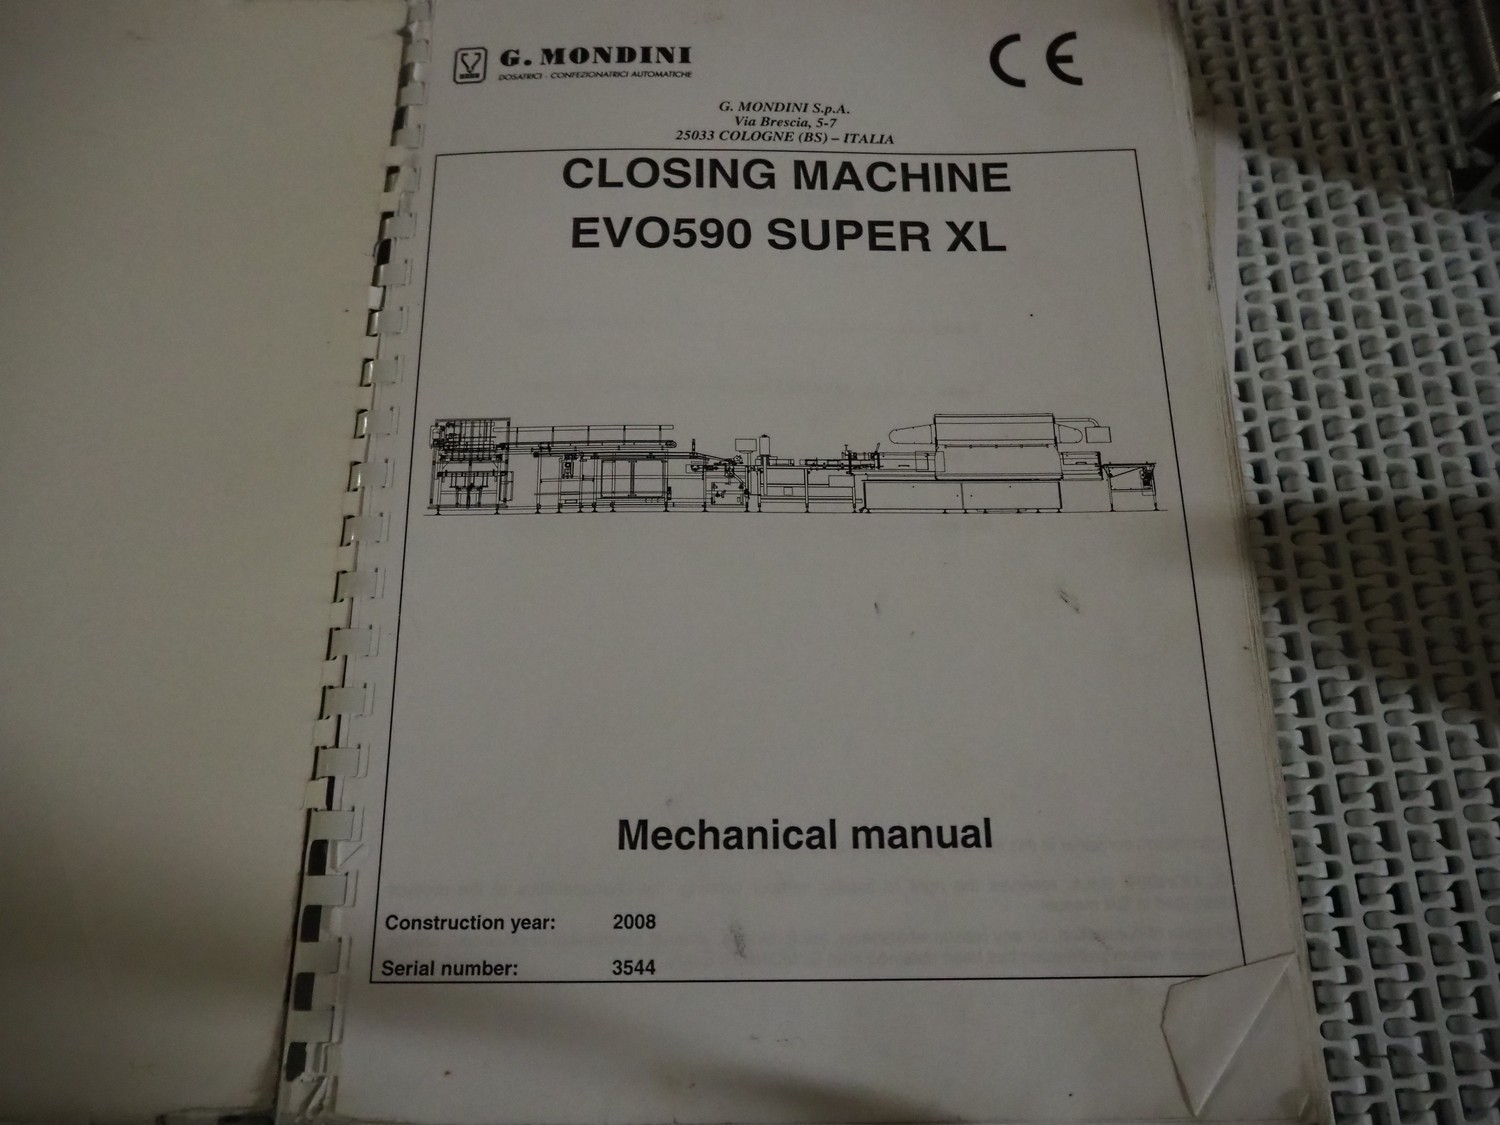 G. MONDINI
DOSATRICI - CONFEZIONATRICI AUTOMATICHE
CE
G. MONDINI S.p.A.
Via Brescia, 5-7
25033 COLOGNE (BS) – ITALIA
CLOSING MACHINE
EVO590 SUPER XL
Mechanical manual
Construction year: 2008
Serial number: 3544